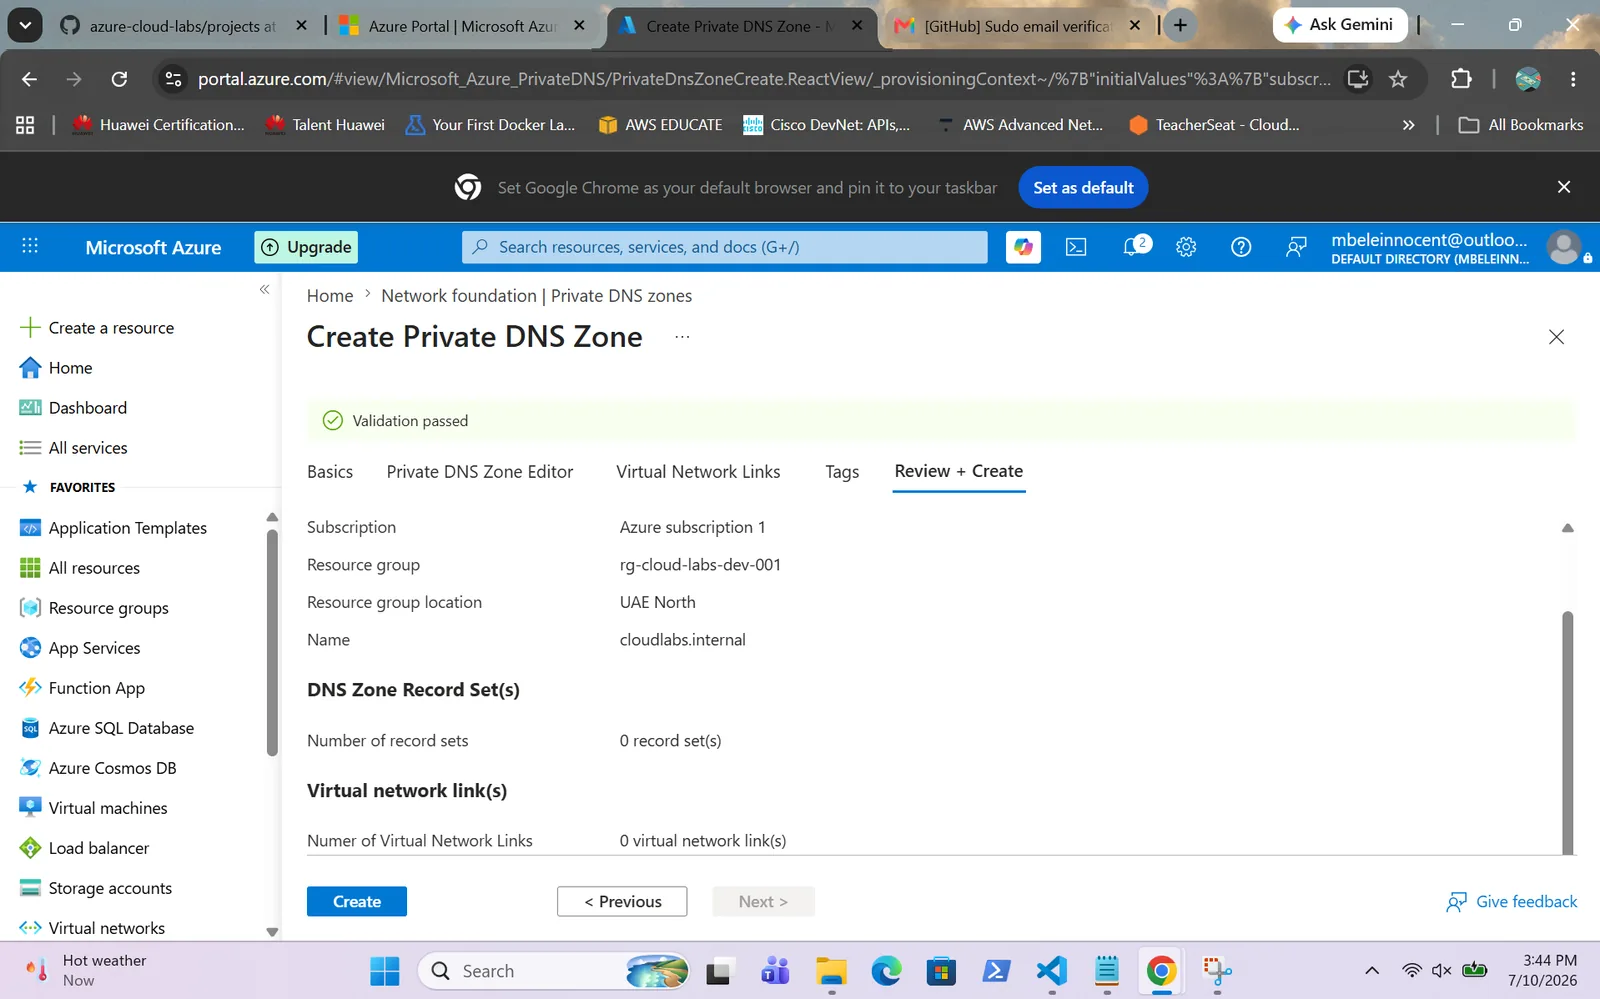 azure-cloud-labs/projects at
Azure Portal | Microsoft Azur
Create Private DNS Zone - M
[GitHub] Sudo email verificat
Ask Gemini
portal.azure.com/#view/Microsoft_Azure_PrivateDNS/PrivateDnsZoneCreate.ReactView/_provisioningContext~/%7B"initialValues"%3A%7B"subscr...
Huawei Certification...
Talent Huawei
Your First Docker La...
AWS EDUCATE
Cisco DevNet: APIs,...
AWS Advanced Net...
TeacherSeat - Cloud...
All Bookmarks
Set Google Chrome as your default browser and pin it to your taskbar
Set as default
Microsoft Azure
Upgrade
Search resources, services, and docs (G+/)
2
mbeleinnocent@outloo...
DEFAULT DIRECTORY (MBELEINN...
Create a resource
Home
Dashboard
All services
FAVORITES
Application Templates
All resources
Resource groups
App Services
Function App
Azure SQL Database
Azure Cosmos DB
Virtual machines
Load balancer
Storage accounts
Virtual networks
Home > Network foundation | Private DNS zones
Create Private DNS Zone ...
Validation passed
Basics
Private DNS Zone Editor
Virtual Network Links
Tags
Review + Create
Subscription Azure subscription 1
Resource group rg-cloud-labs-dev-001
Resource group location UAE North
Name cloudlabs.internal
DNS Zone Record Set(s)
Number of record sets 0 record set(s)
Virtual network link(s)
Numer of Virtual Network Links 0 virtual network link(s)
Create
< Previous
Next >
Give feedback
Hot weather
Now
Search
3:44 PM
7/10/2026